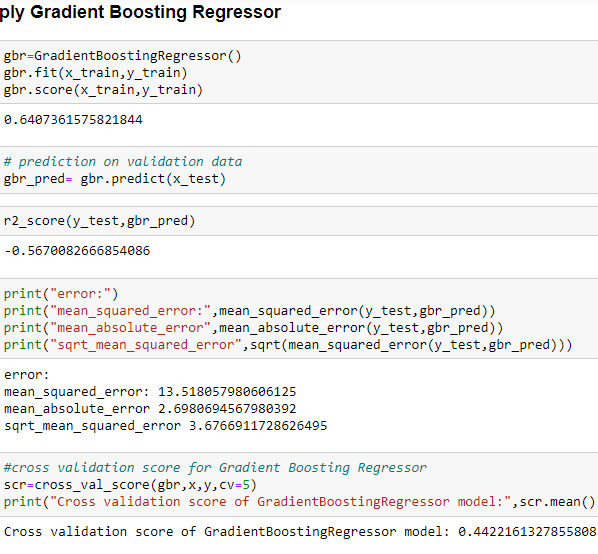 ply Gradient Boosting Regressor
gbr=GradientBoostingRegressor()
gbr.fit(x_train,y_train)
gbr.score(x_train,y_train)
0.6407361575821844
# prediction on validation data
gbr_pred= gbr.predict(x_test)
r2_score(y_test,gbr_pred)
-0.5670082666854086
print("error:")
print("mean_squared_error:",mean_squared_error(y_test,gbr_pred))
print("mean_absolute_error",mean_absolute_error(y_test,gbr_pred))
print("sqrt_mean_squared_error",sqrt(mean_squared_error(y_test,gbr_pred)))
error:
mean_squared_error: 13.518057980606125
mean_absolute_error 2.6980694567980392
sqrt_mean_squared_error 3.6766911728626495
#cross validation score for Gradient Boosting Regressor
scr=cross_val_score(gbr,x,y,cv=5)
print("Cross validation score of GradientBoostingRegressor model:",scr.mean()
Cross validation score of GradientBoostingRegressor model: 0.4422161327855808